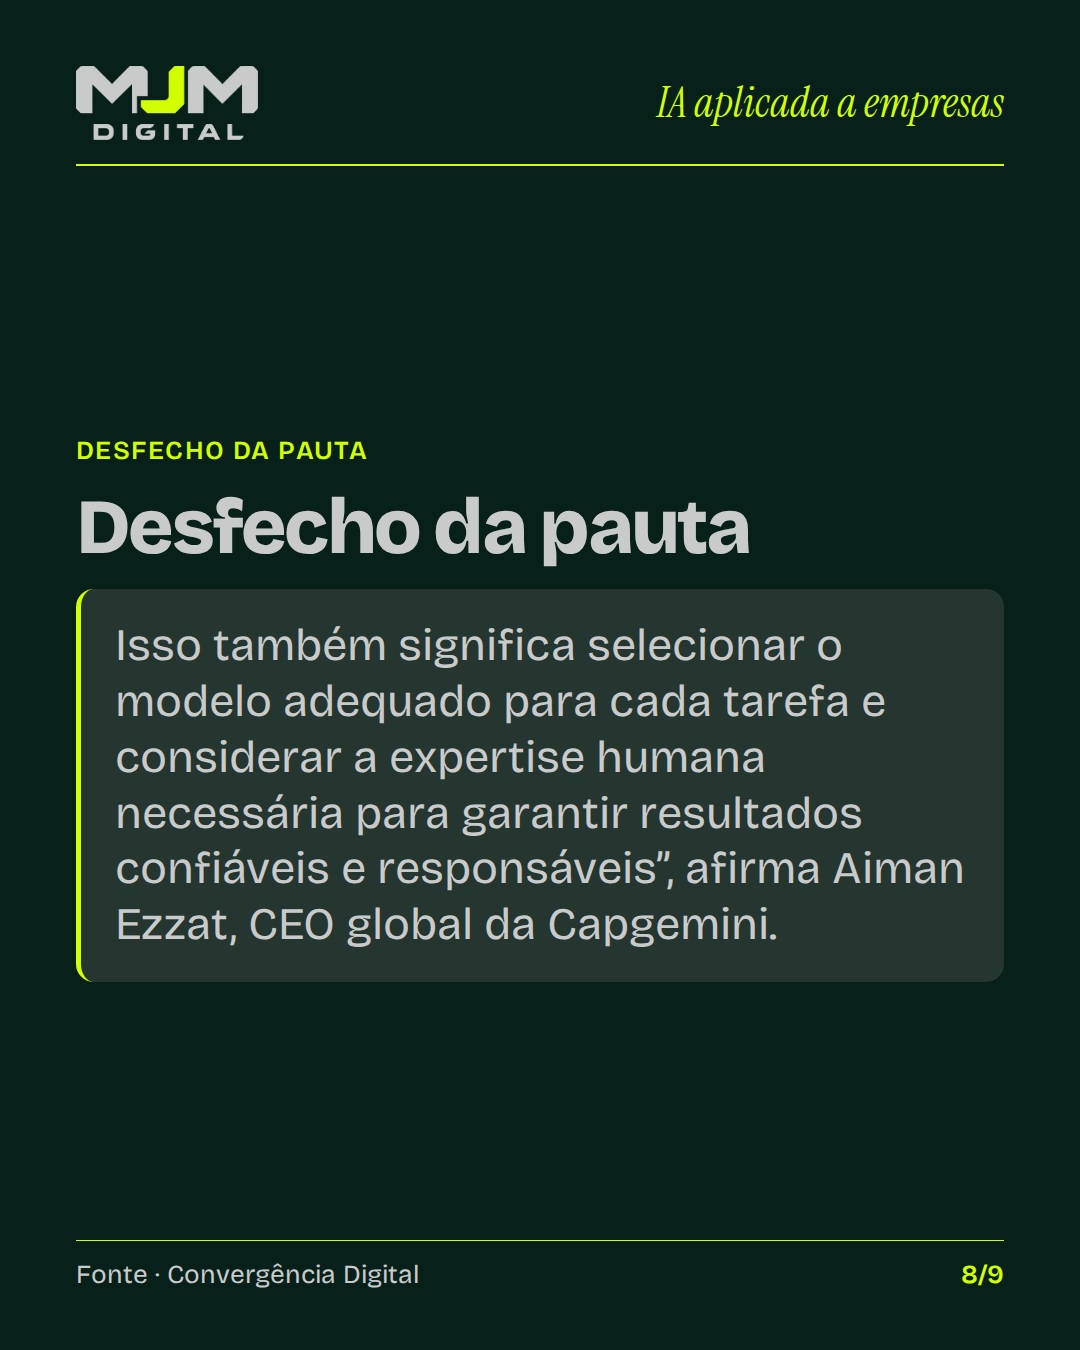 MJM
DIGITAL
IA aplicada a empresas
DESFECHO DA PAUTA
Desfecho da pauta
Isso também significa selecionar o
modelo adequado para cada tarefa e
considerar a expertise humana
necessária para garantir resultados
confiáveis e responsáveis”, afirma Aiman
Ezzat, CEO global da Capgemini.
Fonte · Convergência Digital
8/9